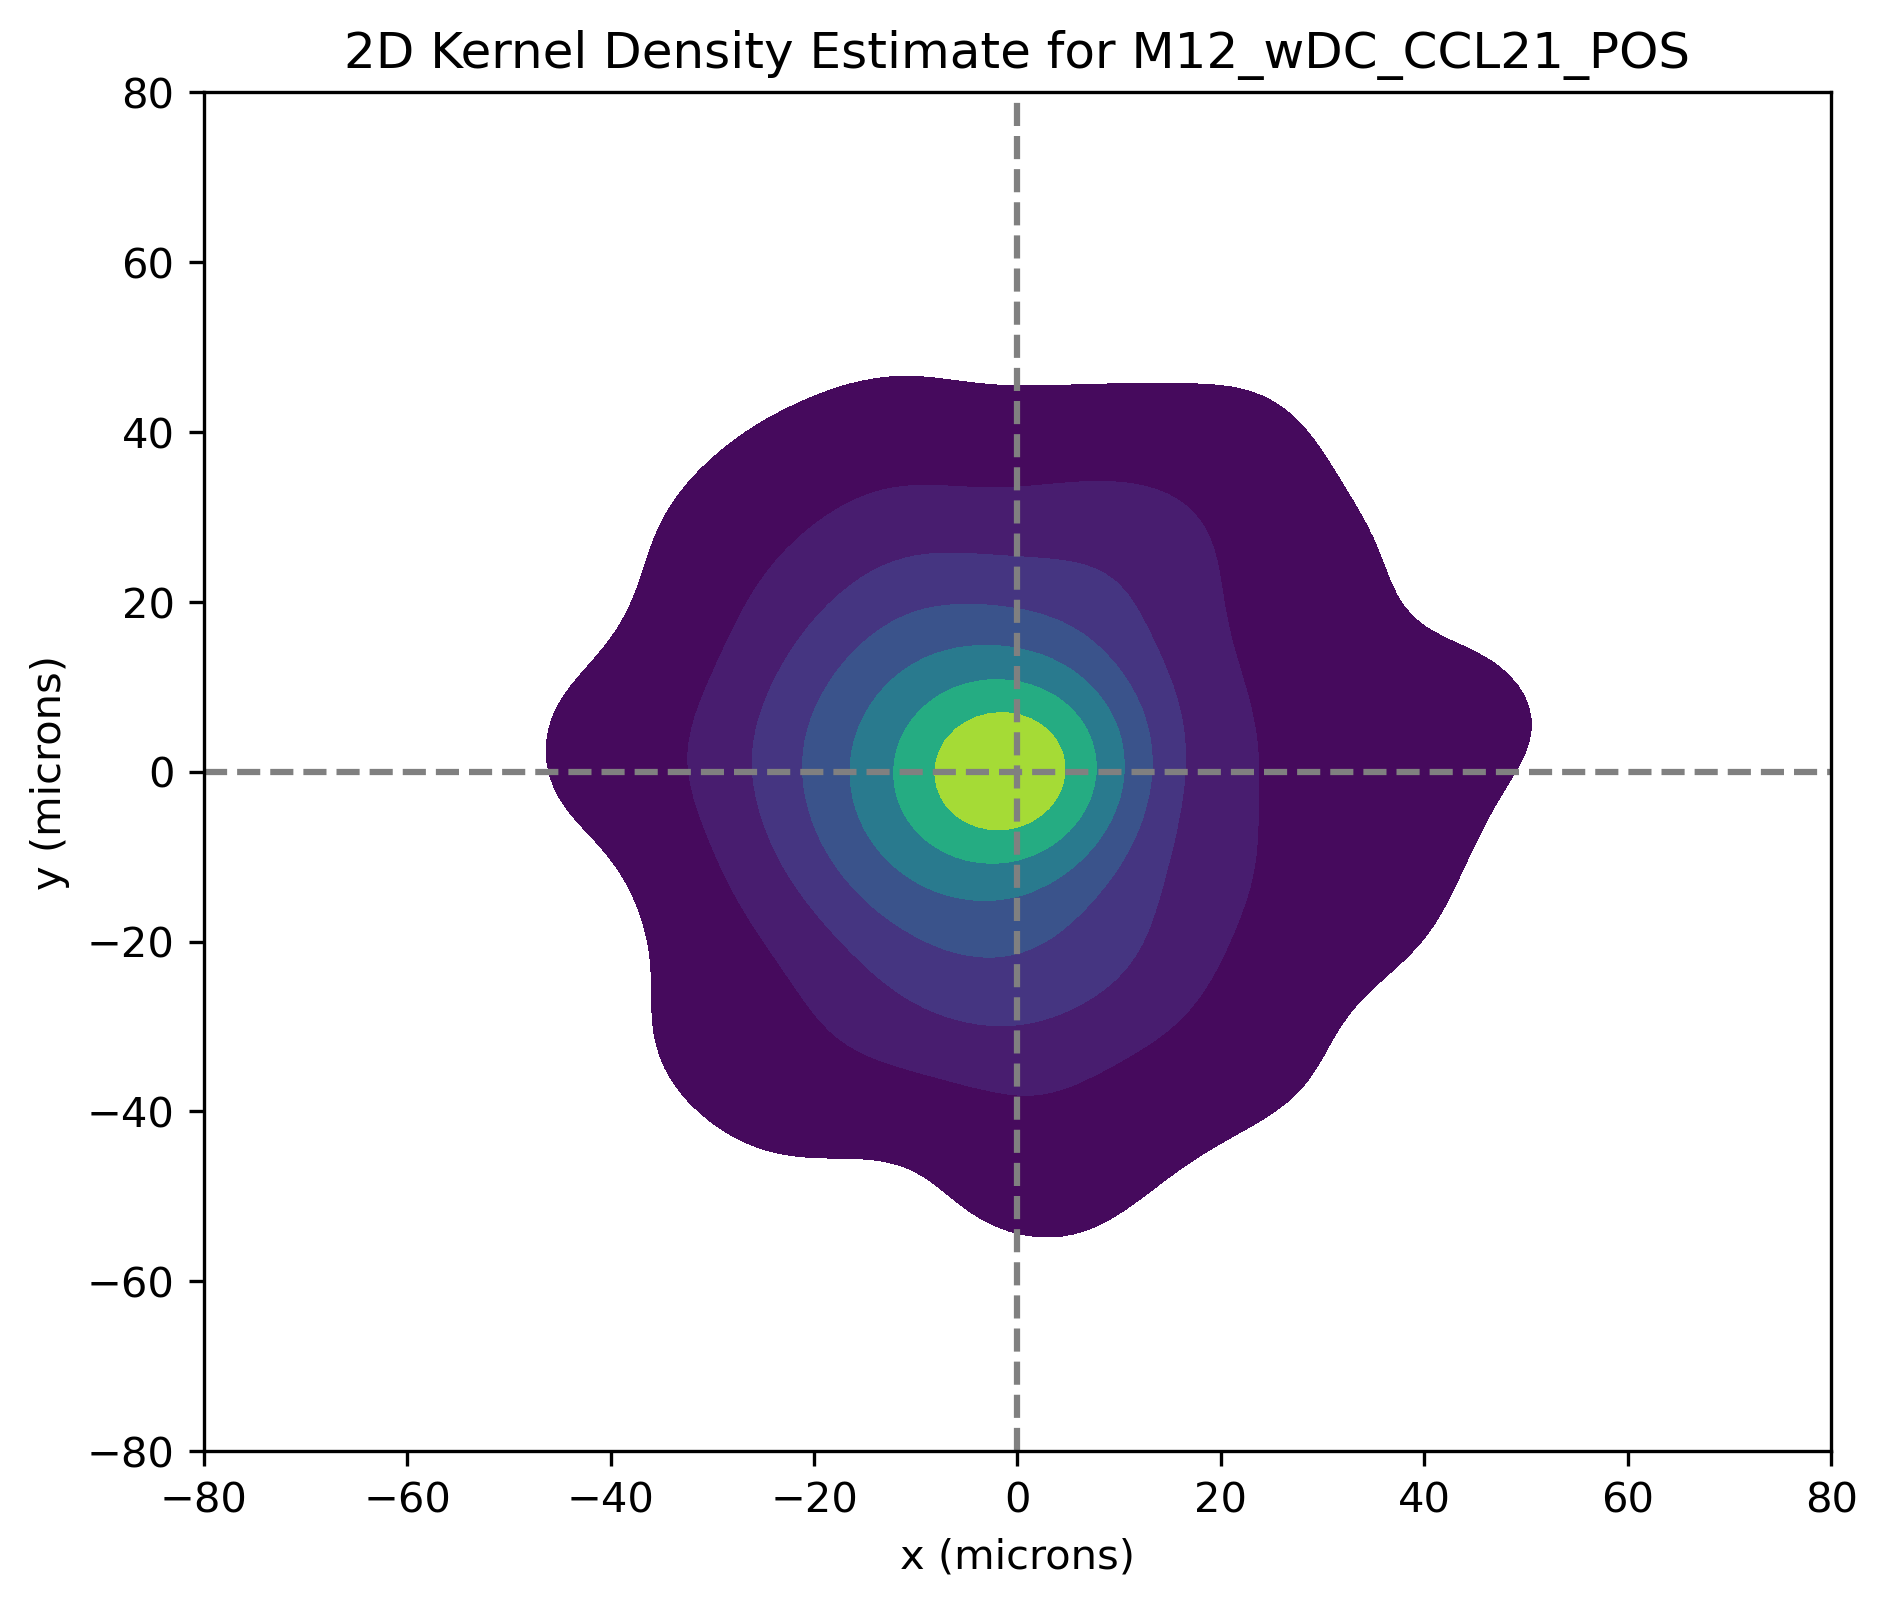 2D Kernel Density Estimate for M12_wDC_CCL21_POS
80
60
40
20
0
−20
−40
−60
−80
y (microns)
−80 −60 −40 −20 0 20 40 60 80
x (microns)